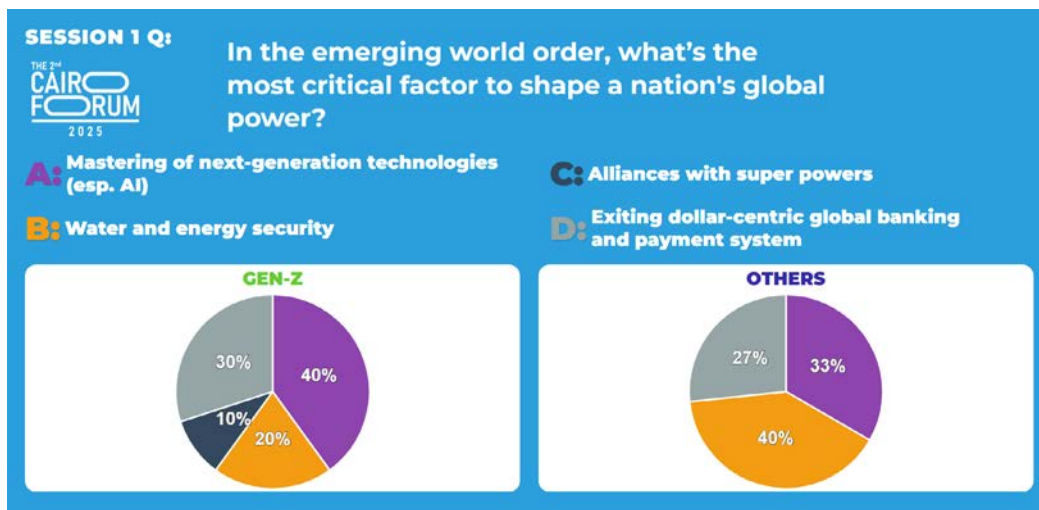 SESSION 1 Q:
THE 2nd
CAIRO
FORUM
2025
In the emerging world order, what's the
most critical factor to shape a nation's global
power?
A: Mastering of next-generation technologies
(esp. AI)
B: Water and energy security
C: Alliances with super powers
D: Exiting dollar-centric global banking
and payment system
GEN-Z
30%
40%
10%
20%
OTHERS
27%
33%
40%